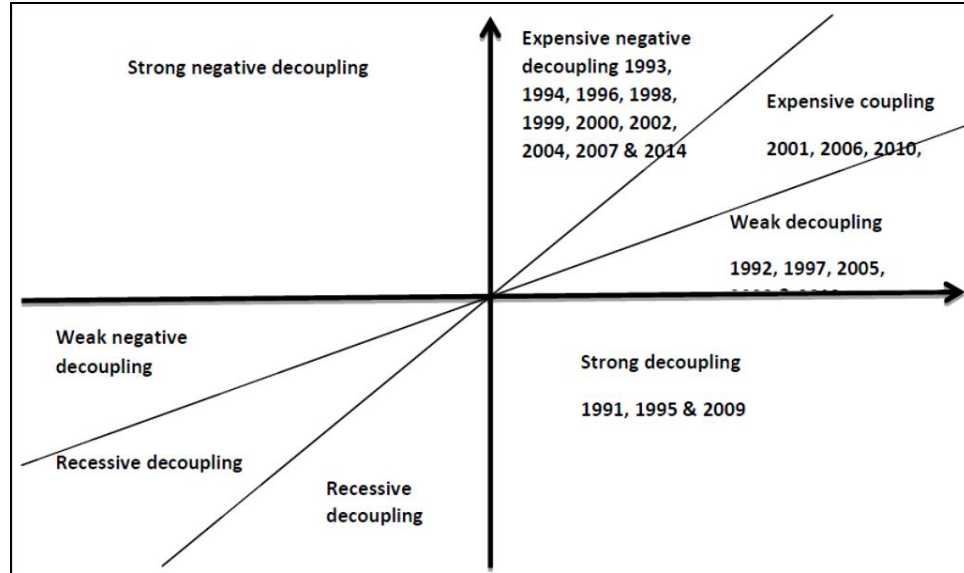 Strong negative decoupling
Expensive negative
decoupling 1993,
1994, 1996, 1998,
1999, 2000, 2002,
2004, 2007 & 2014
Expensive coupling
2001, 2006, 2010,
Weak decoupling
1992, 1997, 2005,
Weak negative
decoupling
Strong decoupling
1991, 1995 & 2009
Recessive decoupling
Recessive
decoupling